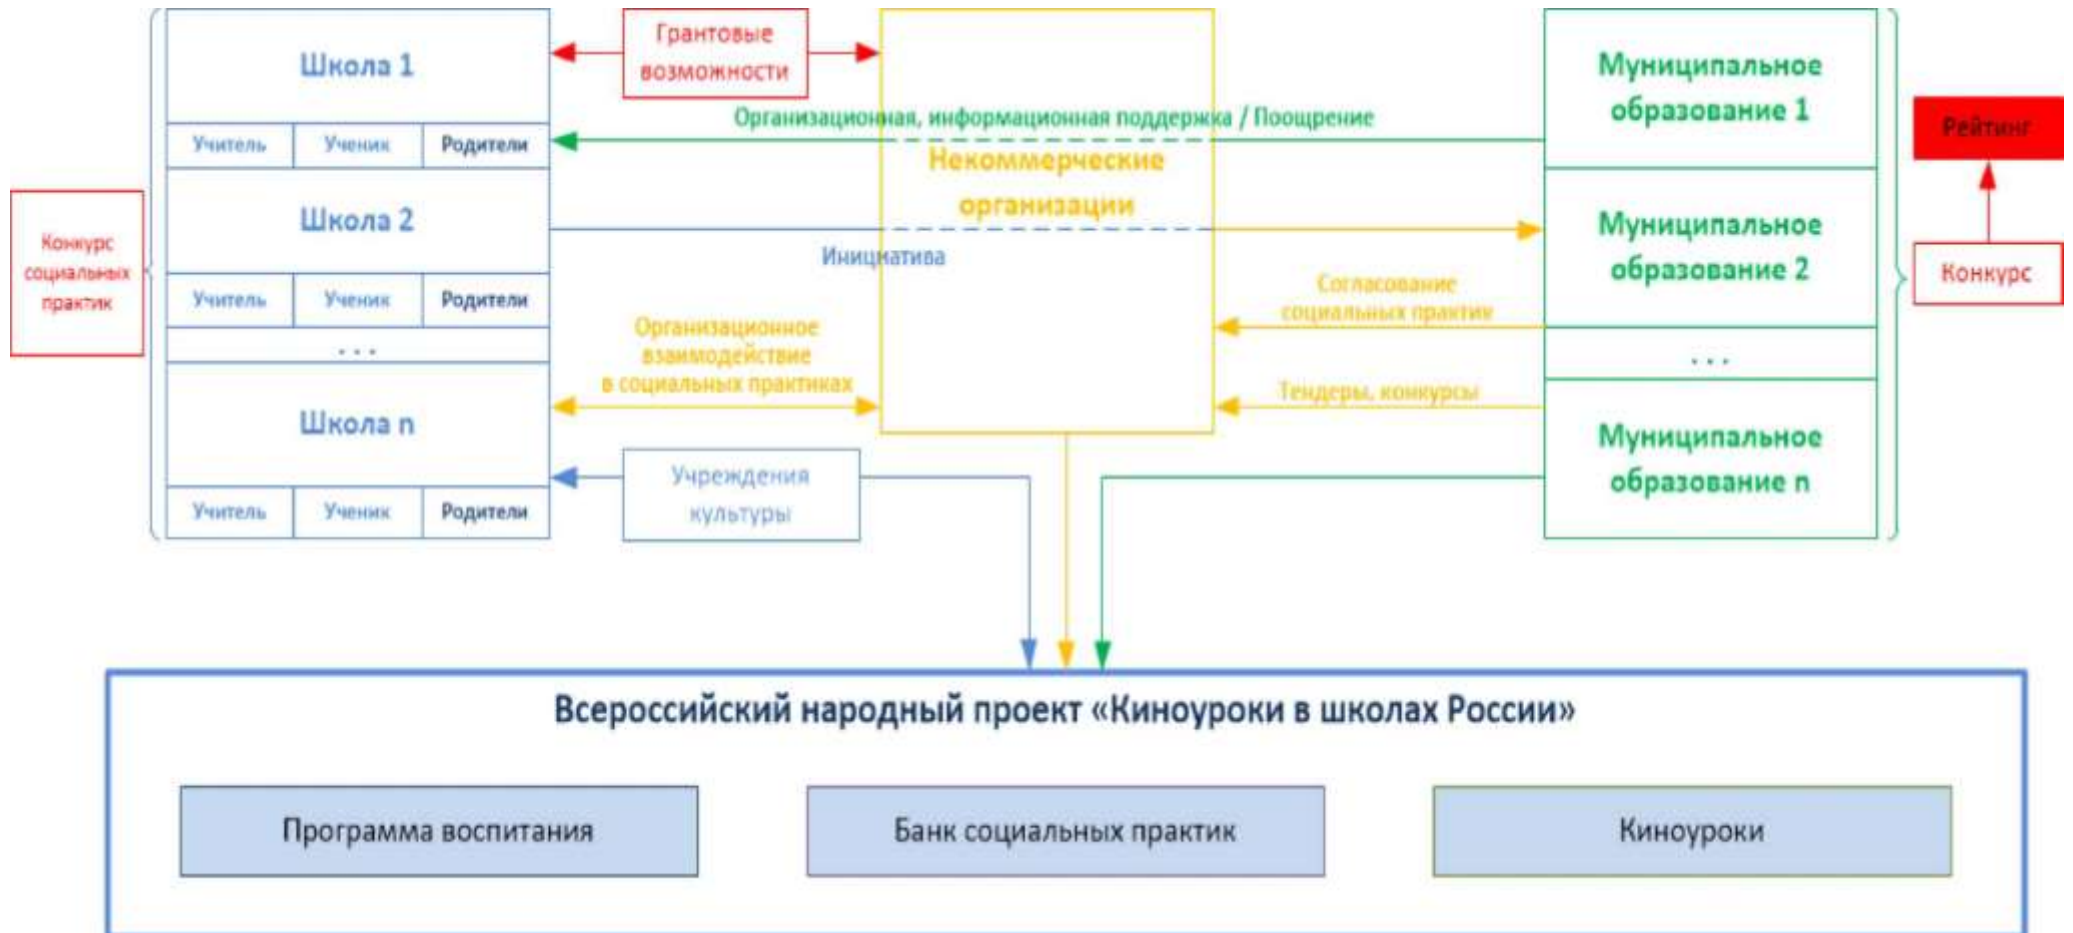 Школа 1
Учитель
Ученик
Родители
Школа 2
Учитель
Ученик
Родители
...
Школа n
Учитель
Ученик
Родители
Конкурс
социальных
практик
Грантовые
возможности
Организационная, информационная поддержка / Поощрение
Некоммерческие
организации
Инициатива
Организационное
взаимодействие
в социальных практиках
Учреждения
культуры
Согласование
социальных практик
Тендеры, конкурсы
Муниципальное
образование 1
Муниципальное
образование 2
...
Муниципальное
образование n
Рейтинг
Конкурс
Всероссийский народный проект «Киноуроки в школах России»
Программа воспитания
Банк социальных практик
Киноуроки